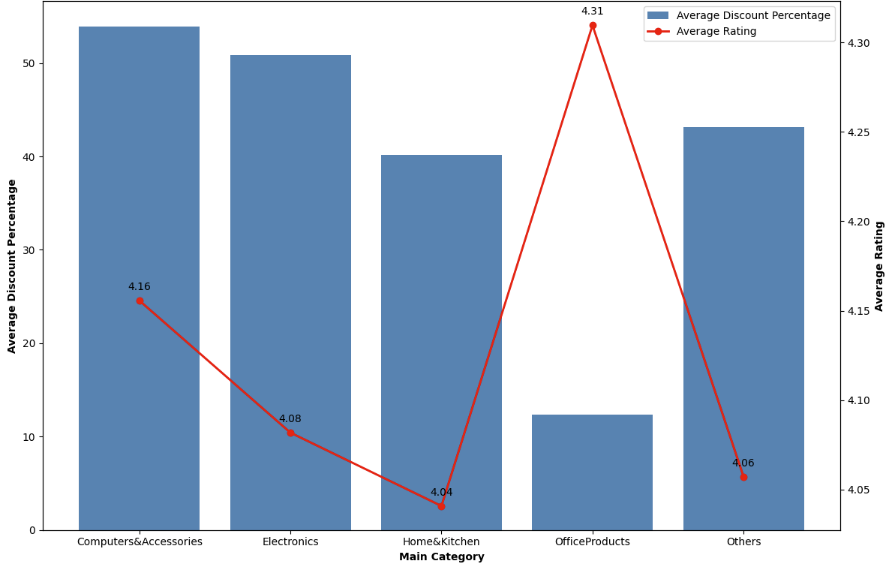 4.31
Average Discount Percentage
Average Rating
50
40
30
20
10
0
Average Discount Percentage
4.16
4.08
4.04
4.06
4.30
4.25
4.20
4.15
4.10
4.05
Average Rating
Computers&Accessories
Electronics
Home&Kitchen
OfficeProducts
Others
Main Category